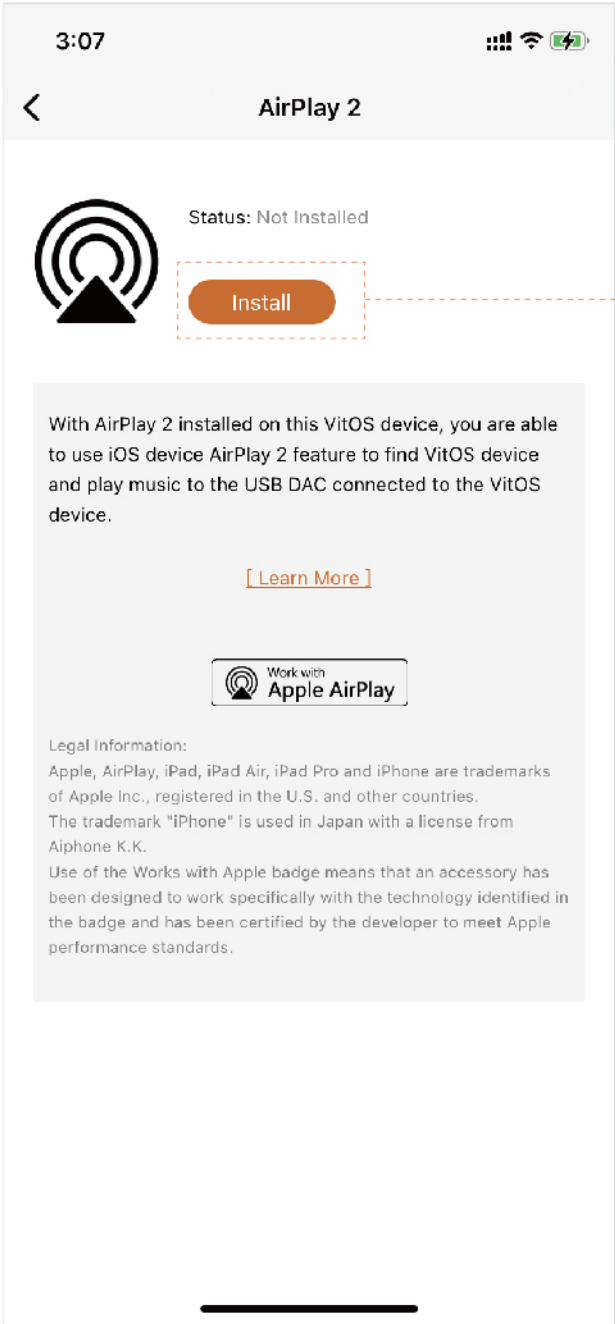 3:07
AirPlay 2
Status: Not Installed
Install
With AirPlay 2 installed on this VitOS device, you are able
to use iOS device AirPlay 2 feature to find VitOS device
and play music to the USB DAC connected to the VitOS
device.
[ Learn More ]
Work with
Apple AirPlay
Legal Information:
Apple, AirPlay, iPad, iPad Air, iPad Pro and iPhone are trademarks
of Apple Inc., registered in the U.S. and other countries.
The trademark "iPhone" is used in Japan with a license from
Aiphone K.K.
Use of the Works with Apple badge means that an accessory has
been designed to work specifically with the technology identified in
the badge and has been certified by the developer to meet Apple
performance standards.